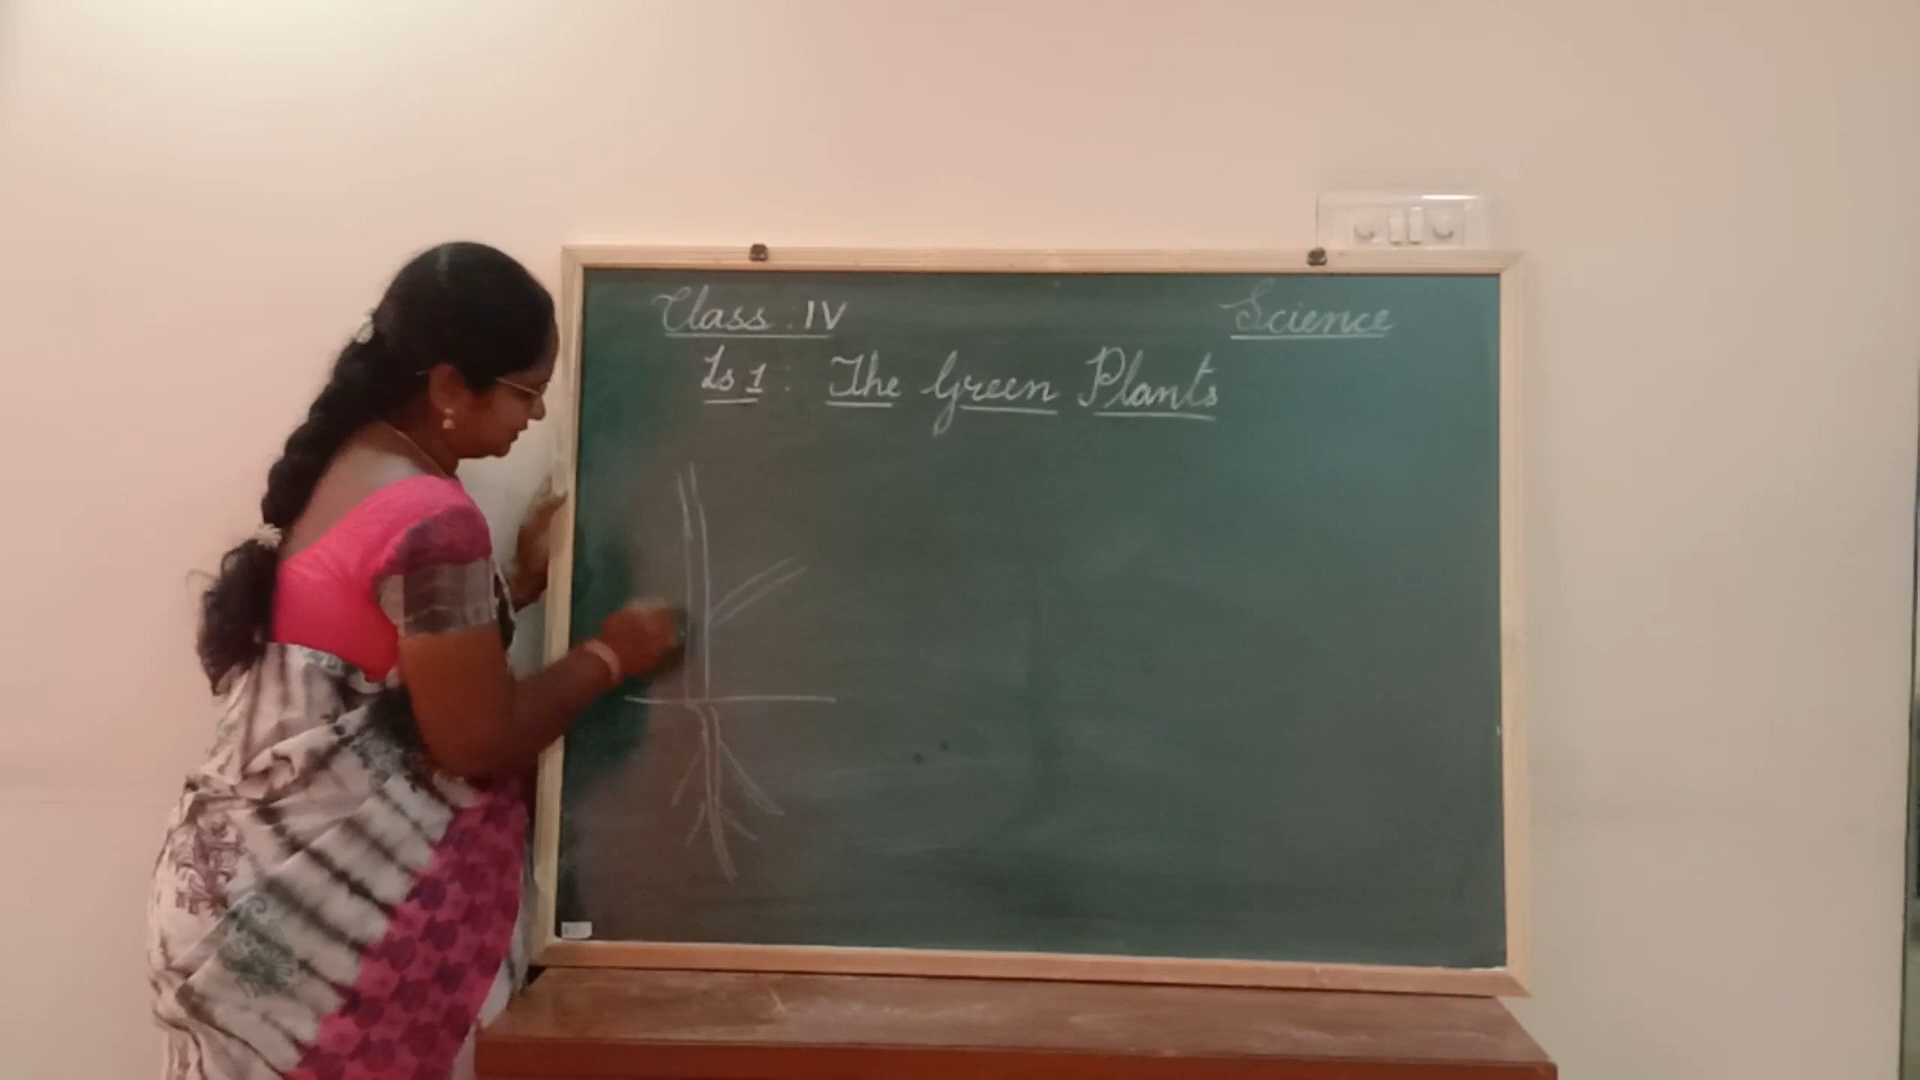 Class . IV
Science
Ls 1 : The Green Plants